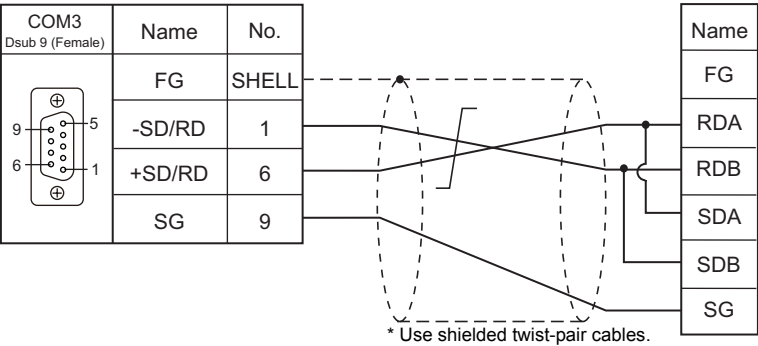 COM3
Dsub 9 (Female)
Name
No.
FG
SHELL
-SD/RD
1
+SD/RD
6
SG
9
9
5
6
1
Name
FG
RDA
RDB
SDA
SDB
SG
* Use shielded twist-pair cables.